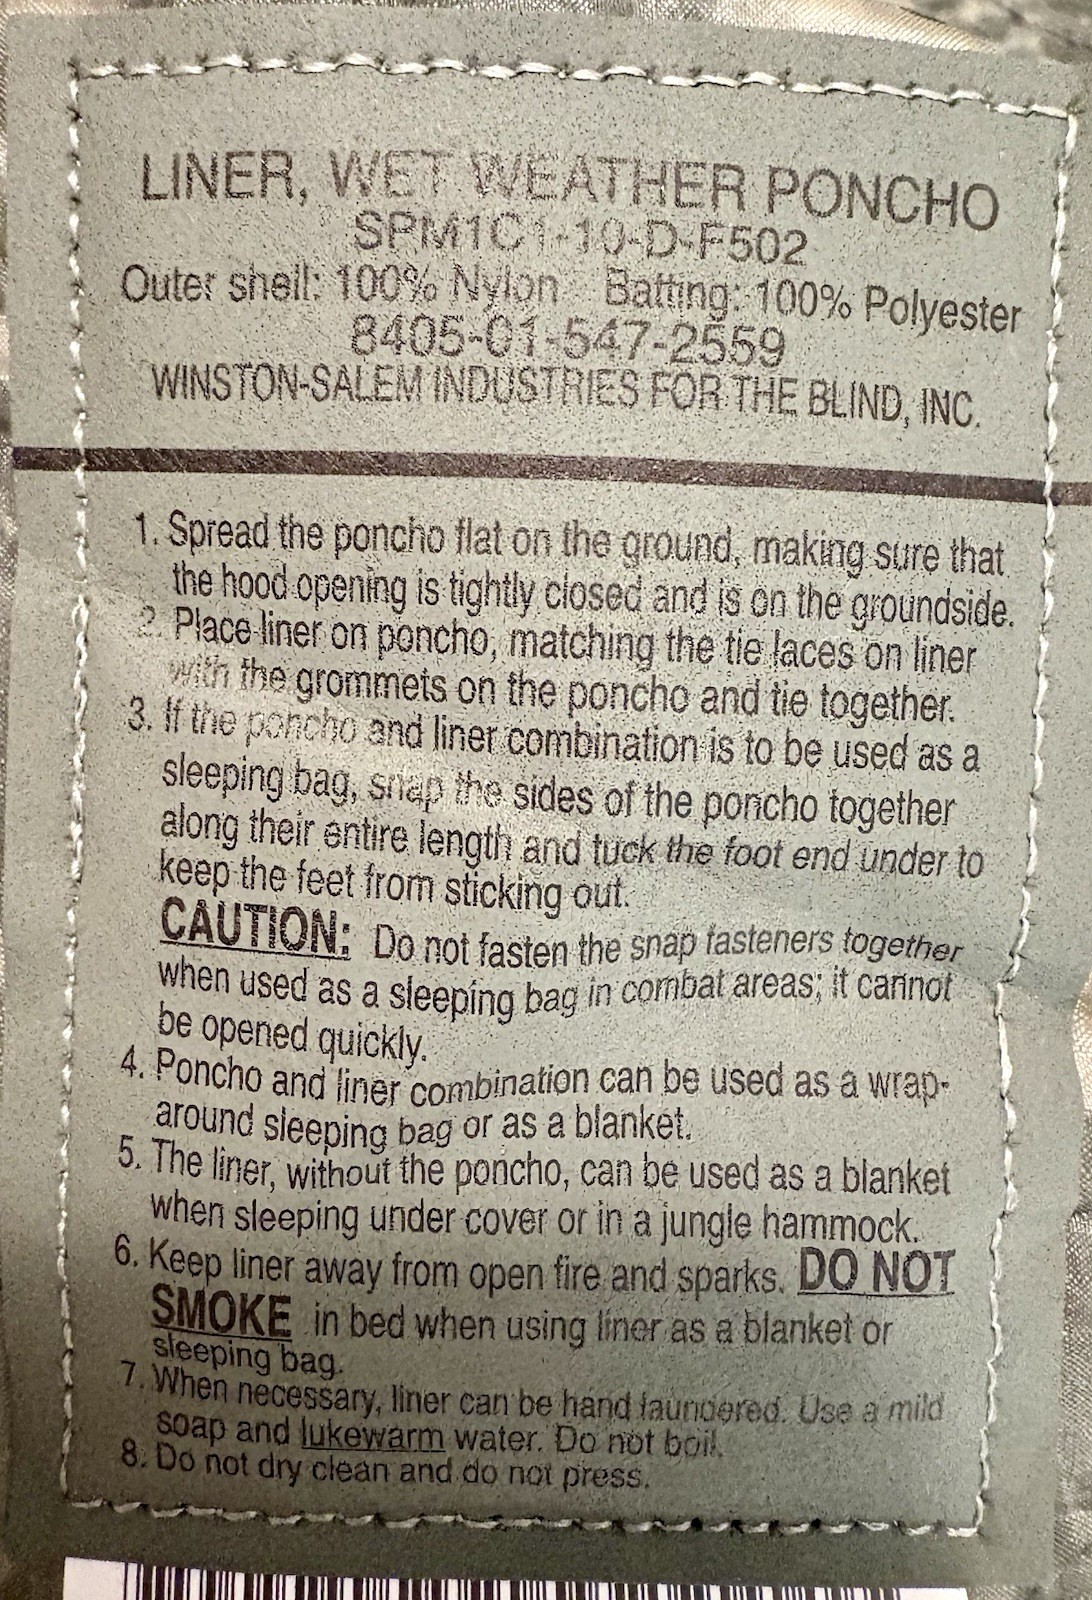 LINER, WET WEATHER PONCHO
SPM1C1-10-D-F502
Outer shell: 100% Nylon Batting: 100% Polyester
8405-01-547-2559
WINSTON-SALEM INDUSTRIES FOR THE BLIND, INC.
1. Spread the poncho flat on the ground, making sure that
the hood opening is tightly closed and is on the groundside.
2. Place liner on poncho, matching the tie laces on liner
with the grommets on the poncho and tie together.
3. If the poncho and liner combination is to be used as a
sleeping bag, snap the sides of the poncho together
along their entire length and tuck the foot end under to
keep the feet from sticking out.
CAUTION: Do not fasten the snap fasteners together
when used as a sleeping bag in combat areas; it cannot
be opened quickly.
4. Poncho and liner combination can be used as a wrap-
around sleeping bag or as a blanket.
5. The liner, without the poncho, can be used as a blanket
when sleeping under cover or in a jungle hammock.
6. Keep liner away from open fire and sparks. DO NOT
SMOKE in bed when using liner as a blanket or
sleeping bag.
7. When necessary, liner can be hand laundered. Use a mild
soap and lukewarm water. Do not boil.
8. Do not dry clean and do not press.